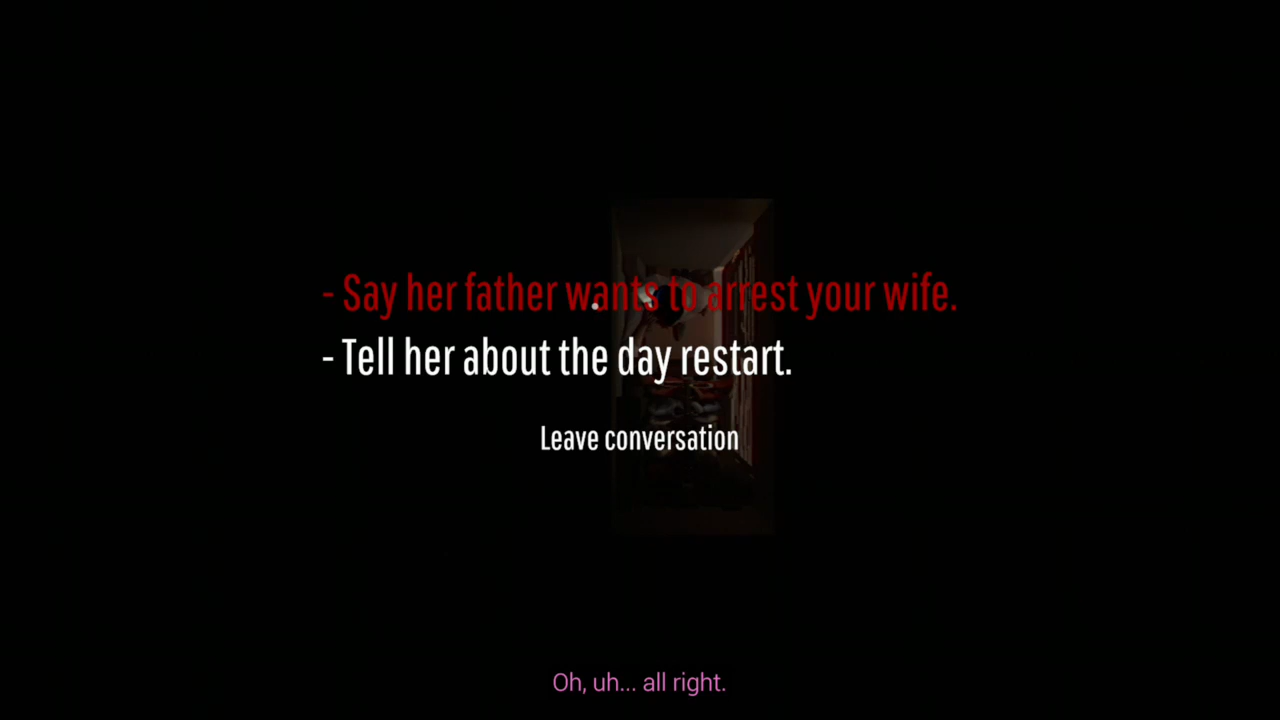 - Say her father wants to arrest your wife.
- Tell her about the day restart.
Leave conversation
Oh, uh... all right.